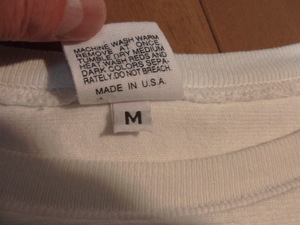 MACHINE WASH WARM
REMOVE AT ONCE
TUMBLE DRY MEDIUM
HEAT WASH REDS AND
DARK COLORS SEPA-
RATELY. DO NOT BREACH.
MADE IN U.S.A.
M